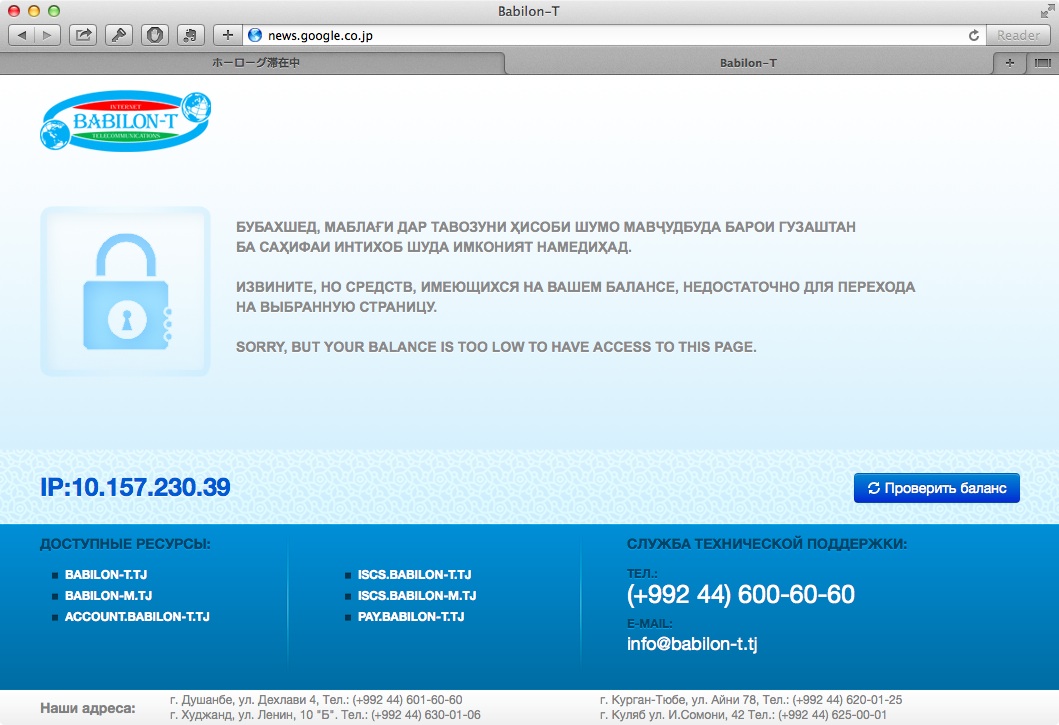 Babilon-T
news.google.co.jp
Reader
ホーローグ滞在中
Babilon-T
INTERNET
BABILON-T
TELECOMMUNICATIONS
БУБАХШЕД, МАБЛАҒИ ДАР ТАВОЗУНИ ҲИСОБИ ШУМО МАВҶУДБУДА БАРОИ ГУЗАШТАН
БА САҲИФАИ ИНТИХОБ ШУДА ИМКОНИЯТ НАМЕДИҲАД.
ИЗВИНИТЕ, НО СРЕДСТВ, ИМЕЮЩИХСЯ НА ВАШЕМ БАЛАНСЕ, НЕДОСТАТОЧНО ДЛЯ ПЕРЕХОДА
НА ВЫБРАННУЮ СТРАНИЦУ.
SORRY, BUT YOUR BALANCE IS TOO LOW TO HAVE ACCESS TO THIS PAGE.
IP:10.157.230.39
Проверить баланс
ДОСТУПНЫЕ РЕСУРСЫ:
BABILON-T.TJ
BABILON-M.TJ
ACCOUNT.BABILON-T.TJ
ISCS.BABILON-T.TJ
ISCS.BABILON-M.TJ
PAY.BABILON-T.TJ
СЛУЖБА ТЕХНИЧЕСКОЙ ПОДДЕРЖКИ:
ТЕЛ.:
(+992 44) 600-60-60
E-MAIL:
info@babilon-t.tj
Наши адреса:
г. Душанбе, ул. Дехлави 4, Тел.: (+992 44) 601-60-60
г. Худжанд, ул. Ленин, 10 "Б". Тел.: (+992 44) 630-01-06
г. Курган-Тюбе, ул. Айни 78, Тел.: (+992 44) 620-01-25
г. Куляб ул. И.Сомони, 42 Тел.: (+992 44) 625-00-01